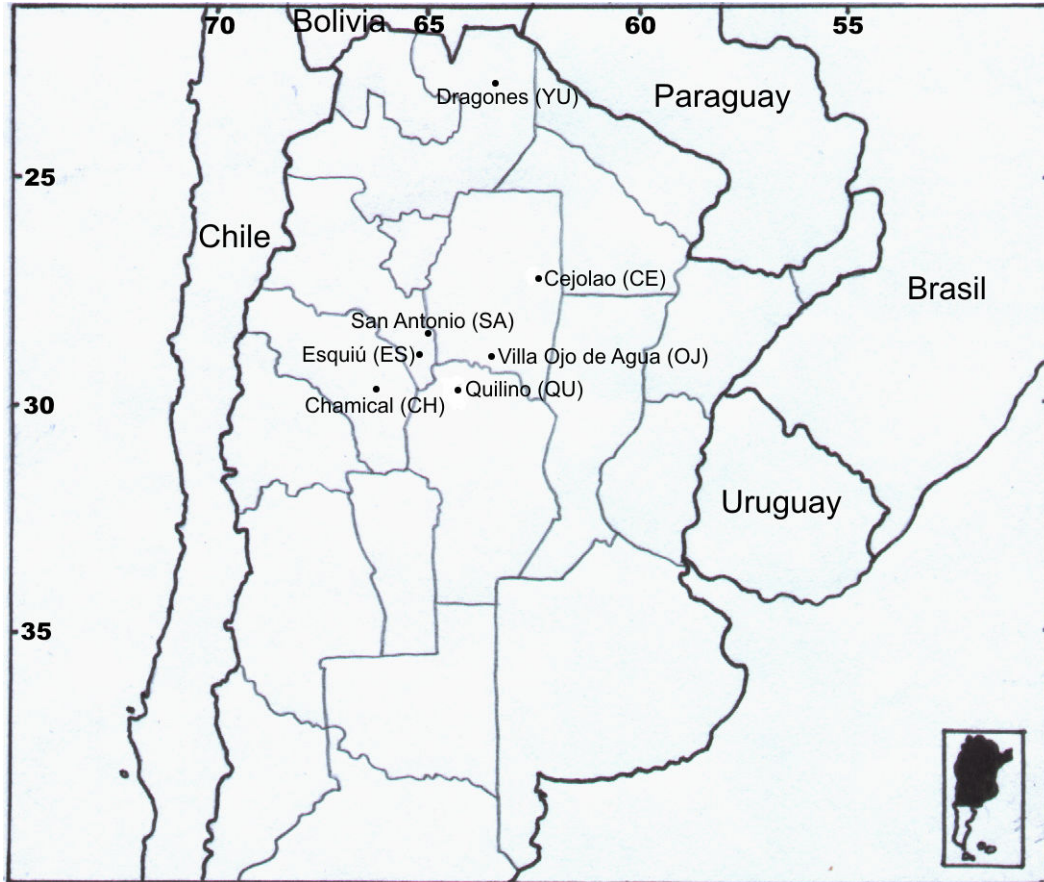 70
Bolivia
65
60
55
Dragones (YU)
Paraguay
25
Chile
Cejolao (CE)
Brasil
San Antonio (SA)
Esquiú (ES)
Villa Ojo de Agua (OJ)
Quilino (QU)
Chamical (CH)
30
Uruguay
35